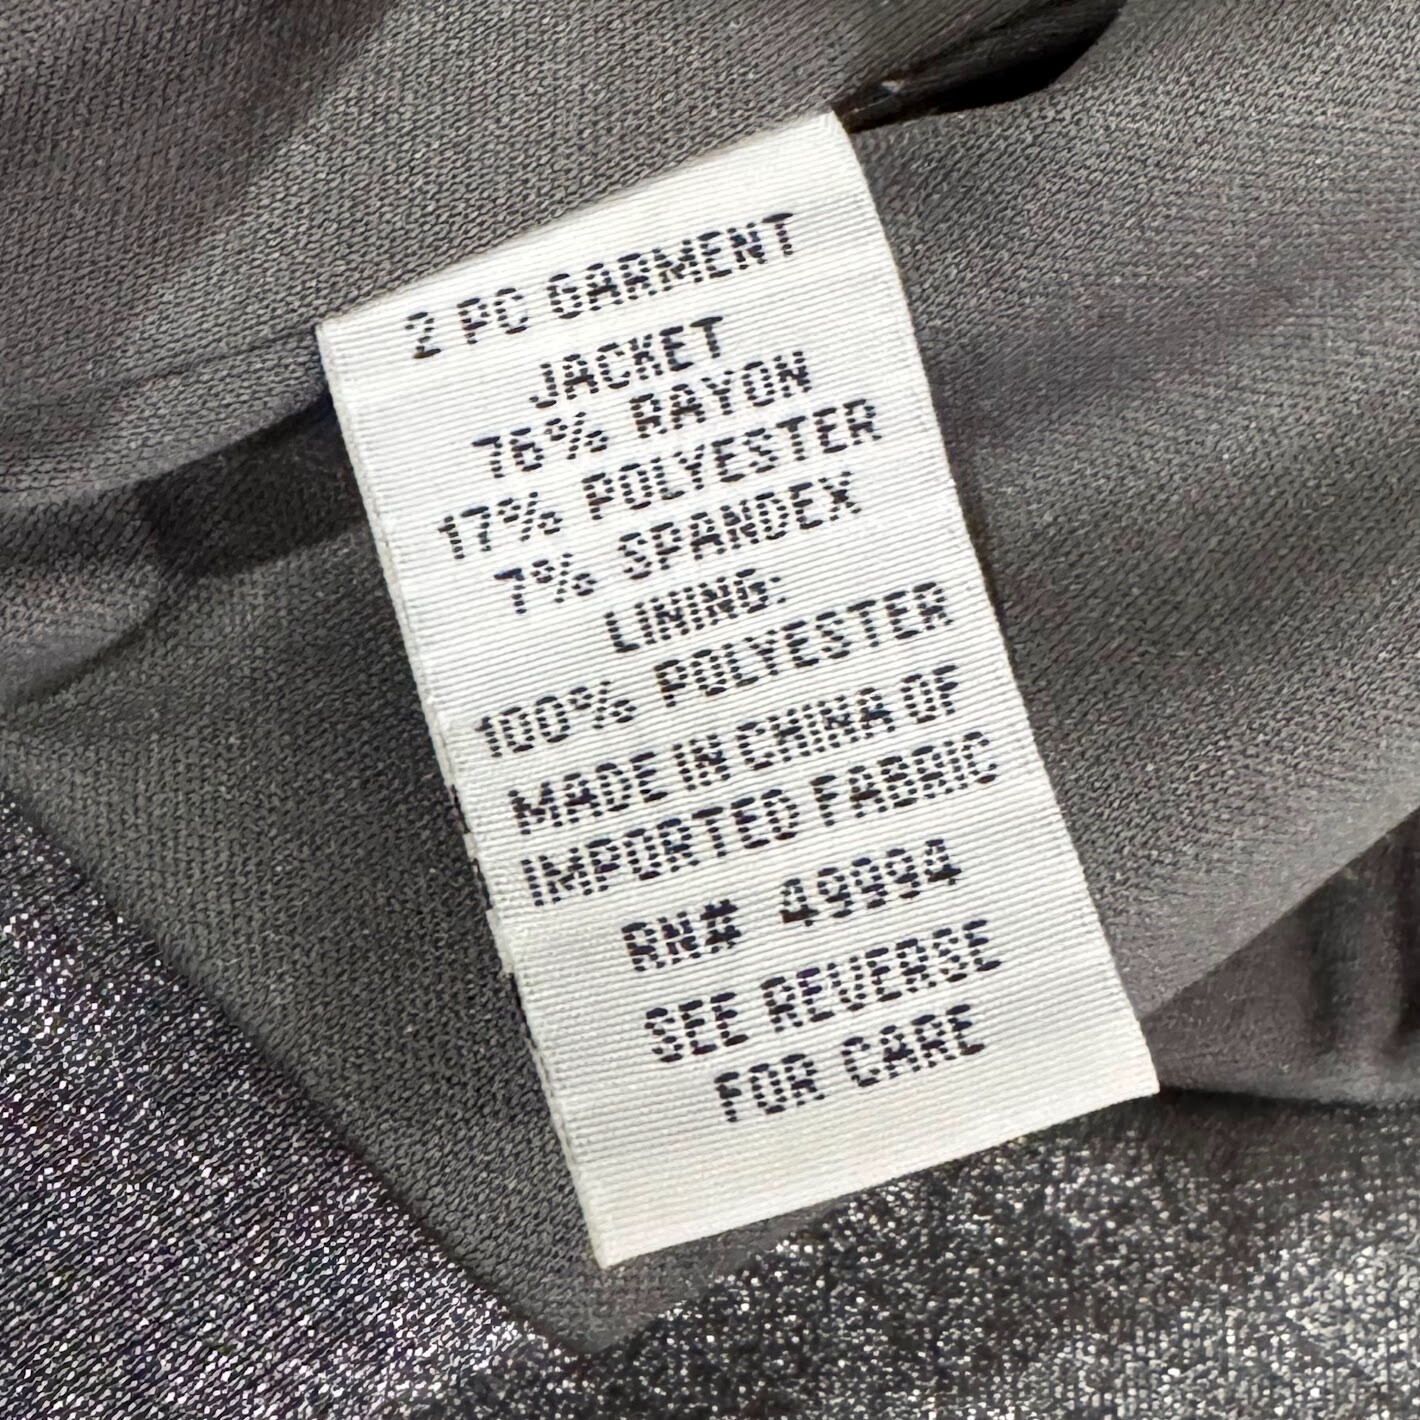 2 PC GARMENT
JACKET
76% RAYON
17% POLYESTER
7% SPANDEX
LINING:
100% POLYESTER
MADE IN CHINA OF
IMPORTED FABRIC
RN# 49994
SEE REVERSE
FOR CARE